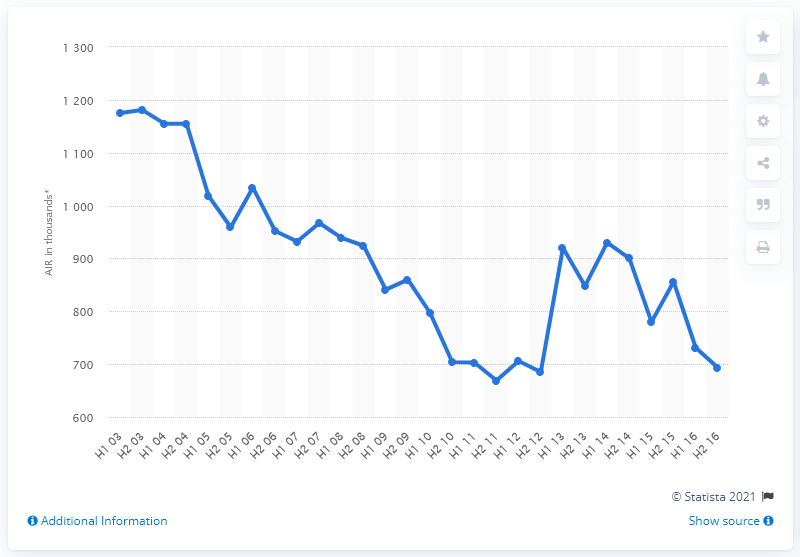 1 300
1 200
1 100
1 000
900
800
700
600
AIR in thousands*
H1 03
H2 03
H1 04
H2 04
H1 05
H2 05
H1 06
H2 06
H1 07
H2 07
H1 08
H2 08
H1 09
H2 09
H1 10
H2 10
H1 11
H2 11
H1 12
H2 12
H1 13
H2 13
H1 14
H2 14
H1 15
H2 15
H1 16
H2 16
© Statista 2021
Additional Information
Show source